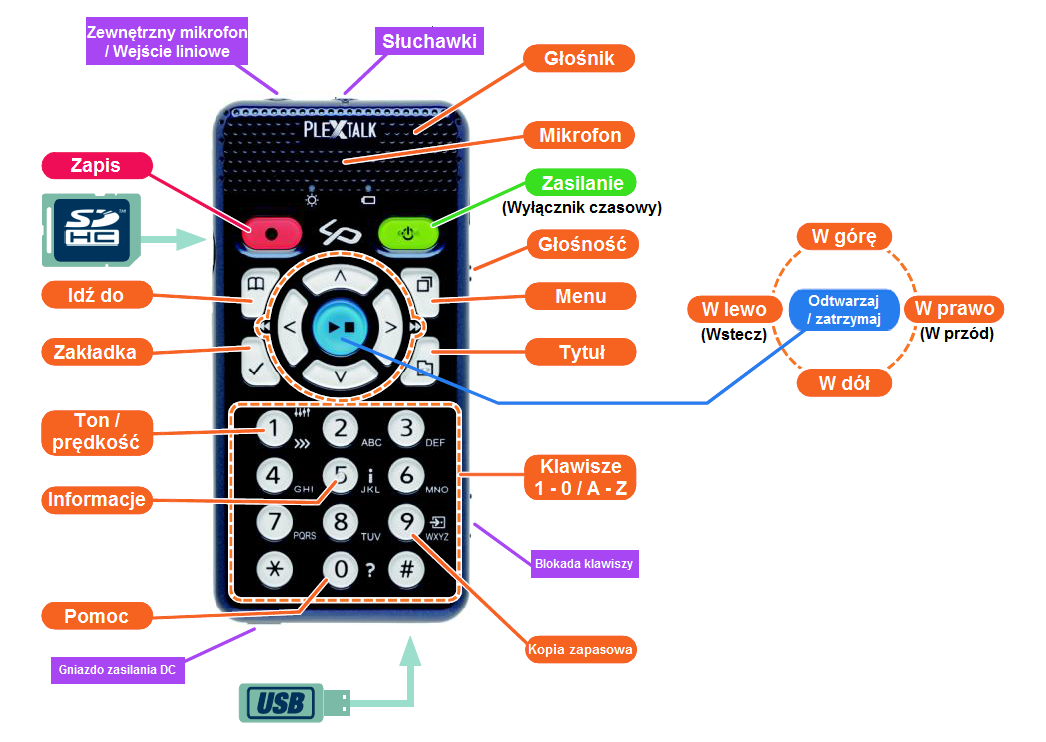 Zewnętrzny mikrofon
/ Wejście liniowe
Słuchawki
Głośnik
PLEXTALK
Mikrofon
Zapis
Zasilanie
(Wyłącznik czasowy)
SD
HC
Głośność
W górę
Idź do
Menu
W lewo
(Wstecz)
Odtwarzaj
/ zatrzymaj
W prawo
(W przód)
Zakładka
Tytuł
W dół
Ton /
prędkość
1
2 ABC
3 DEF
Klawisze
1 - 0 / A - Z
4 GHI
5 i JKL
6 MNO
Informacje
7 PQRS
8 TUV
9 WXYZ
Blokada klawiszy
* 0 ? #
Pomoc
Kopia zapasowa
Gniazdo zasilania DC
USB